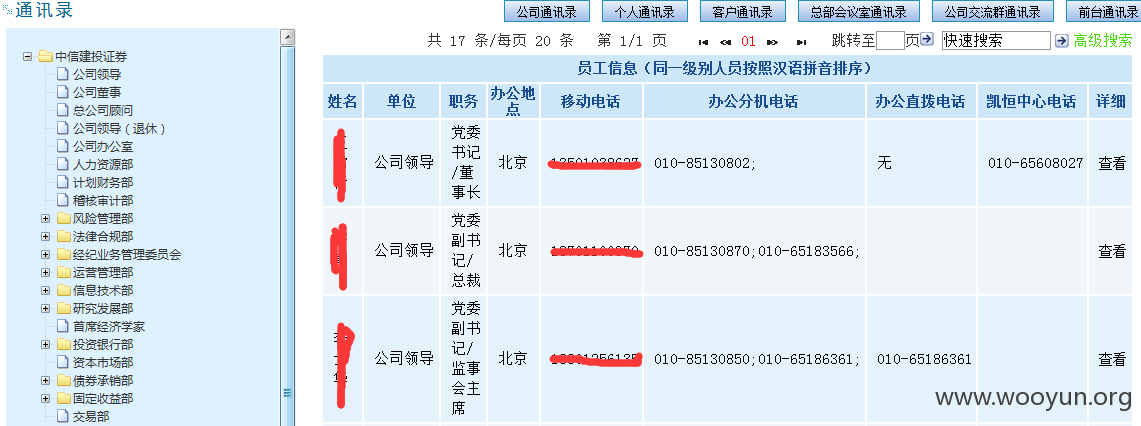 通讯录
公司通讯录 个人通讯录 客户通讯录 总部会议室通讯录 公司交流群通讯录 前台通讯录
共 17 条/每页 20 条 第 1/1 页 01 跳转至 页 快速搜索 高级搜索
中信建投证券
公司领导
公司董事
总公司顾问
公司领导（退休）
公司办公室
人力资源部
计划财务部
稽核审计部
风险管理部
法律合规部
经纪业务管理委员会
运营管理部
信息技术部
研究发展部
首席经济学家
投资银行部
资本市场部
债券承销部
固定收益部
交易部
员工信息（同一级别人员按照汉语拼音排序）
姓名 单位 职务 办公地点 移动电话 办公分机电话 办公直拨电话 凯恒中心电话 详细
公司领导 党委书记/董事长 北京 010-85130802; 无 010-65608027 查看
公司领导 党委副书记/总裁 北京 010-85130870;010-65183566; 查看
公司领导 党委副书记/监事会主席 北京 010-85130850;010-65186361; 010-65186361 查看
www.wooyun.org